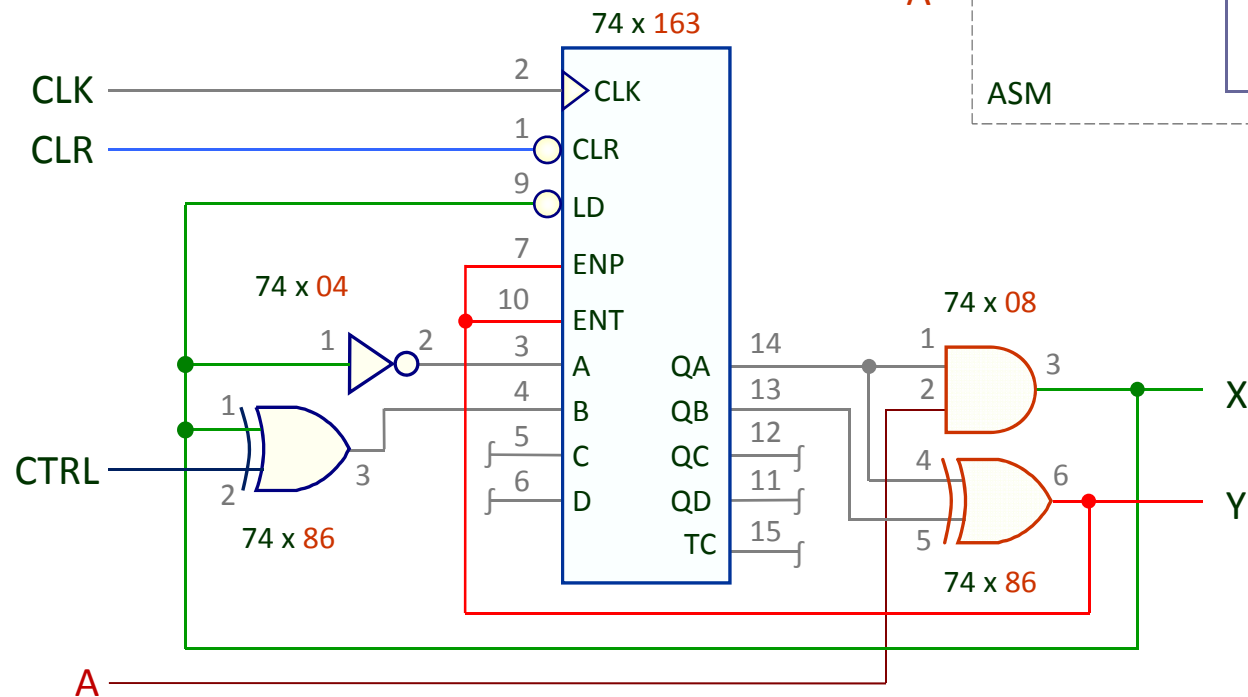 A
74 x 163
ASM
CLK
2
CLK
CLR
1
CLR
9
LD
7
ENP
74 x 04
10
ENT
1
2
3
A
4
B
5
C
6
D
1
2
3
CTRL
74 x 86
QA
14
QB
13
QC
12
QD
11
TC
15
74 x 08
1
2
3
X
4
5
6
Y
74 x 86
A